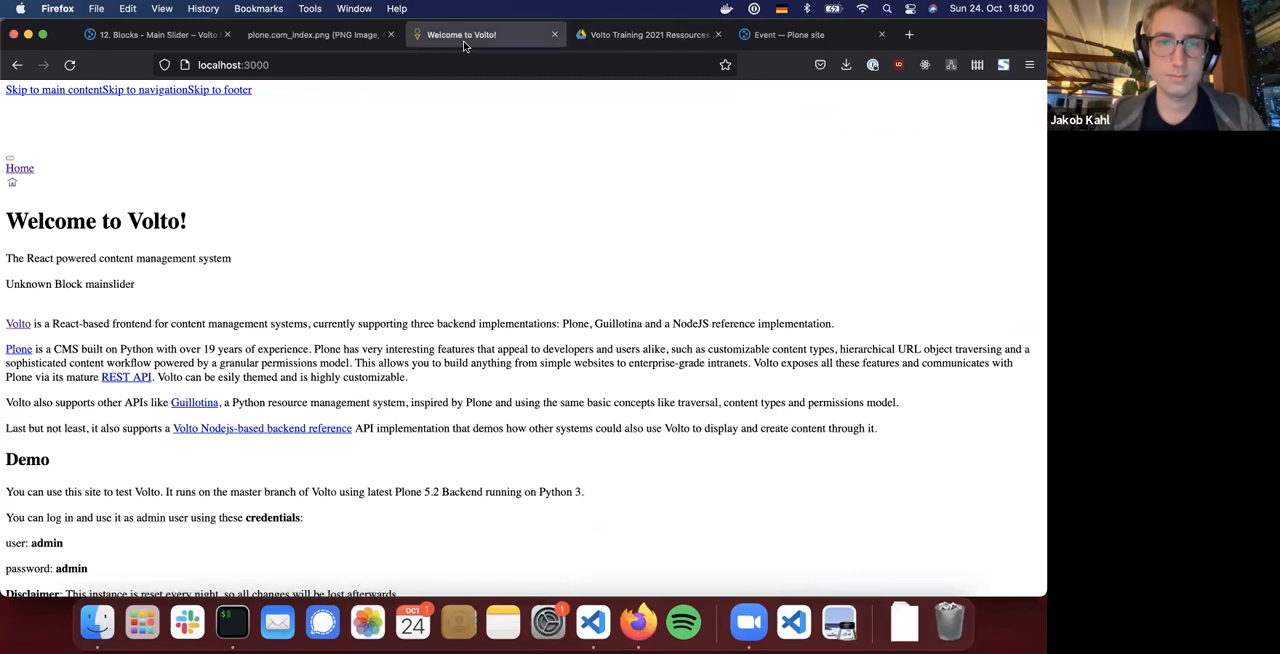 Firefox File Edit View History Bookmarks Tools Window Help Sun 24. Oct 18:00
12. Blocks - Main Slider – Volto
plone.com_index.png (PNG Image,
Welcome to Volto!
Volto Training 2021 Ressources
Event — Plone site
localhost:3000
Jakob Kahl
Skip to main contentSkip to navigationSkip to footer
Home
Welcome to Volto!
The React powered content management system
Unknown Block mainslider
Volto is a React-based frontend for content management systems, currently supporting three backend implementations: Plone, Guillotina and a NodeJS reference implementation.
Plone is a CMS built on Python with over 19 years of experience. Plone has very interesting features that appeal to developers and users alike, such as customizable content types, hierarchical URL object traversing and a
sophisticated content workflow powered by a granular permissions model. This allows you to build anything from simple websites to enterprise-grade intranets. Volto exposes all these features and communicates with
Plone via its mature REST API. Volto can be esily themed and is highly customizable.
Volto also supports other APIs like Guillotina, a Python resource management system, inspired by Plone and using the same basic concepts like traversal, content types and permissions model.
Last but not least, it also supports a Volto Nodejs-based backend reference API implementation that demos how other systems could also use Volto to display and create content through it.
Demo
You can use this site to test Volto. It runs on the master branch of Volto using latest Plone 5.2 Backend running on Python 3.
You can log in and use it as admin user using these credentials:
user: admin
password: admin
Disclaimer: This instance is reset every night, so all changes will be lost afterwards.
OCT 1
24
1